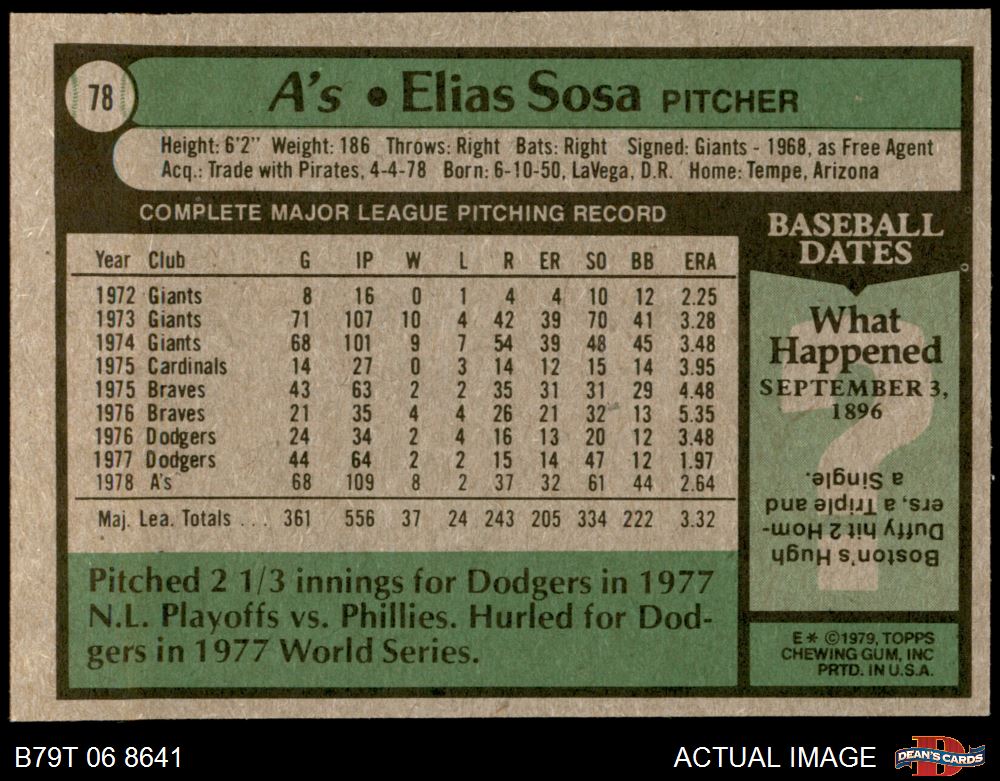 78
A's • Elias Sosa PITCHER
Height: 6'2" Weight: 186 Throws: Right Bats: Right Signed: Giants - 1968, as Free Agent
Acq.: Trade with Pirates, 4-4-78 Born: 6-10-50, LaVega, D.R. Home: Tempe, Arizona
COMPLETE MAJOR LEAGUE PITCHING RECORD
Year Club G IP W L R ER SO BB ERA
1972 Giants 8 16 0 1 4 4 10 12 2.25
1973 Giants 71 107 10 4 42 39 70 41 3.28
1974 Giants 68 101 9 7 54 39 48 45 3.48
1975 Cardinals 14 27 0 3 14 12 15 14 3.95
1975 Braves 43 63 2 2 35 31 31 29 4.48
1976 Braves 21 35 4 4 26 21 32 13 5.35
1976 Dodgers 24 34 2 4 16 13 20 12 3.48
1977 Dodgers 44 64 2 2 15 14 47 12 1.97
1978 A's 68 109 8 2 37 32 61 44 2.64
Maj. Lea. Totals ... 361 556 37 24 243 205 334 222 3.32
Pitched 2 1/3 innings for Dodgers in 1977
N.L. Playoffs vs. Phillies. Hurled for Dod-
gers in 1977 World Series.
BASEBALL
DATES
What
Happened
SEPTEMBER 3,
1896
Boston's Hugh
Duffy hit 2 Hom-
ers, a Triple and
a Single.
E* ©1979, TOPPS
CHEWING GUM, INC
PRTD. IN U.S.A.
B79T 06 8641
ACTUAL IMAGE
DEAN'S CARDS